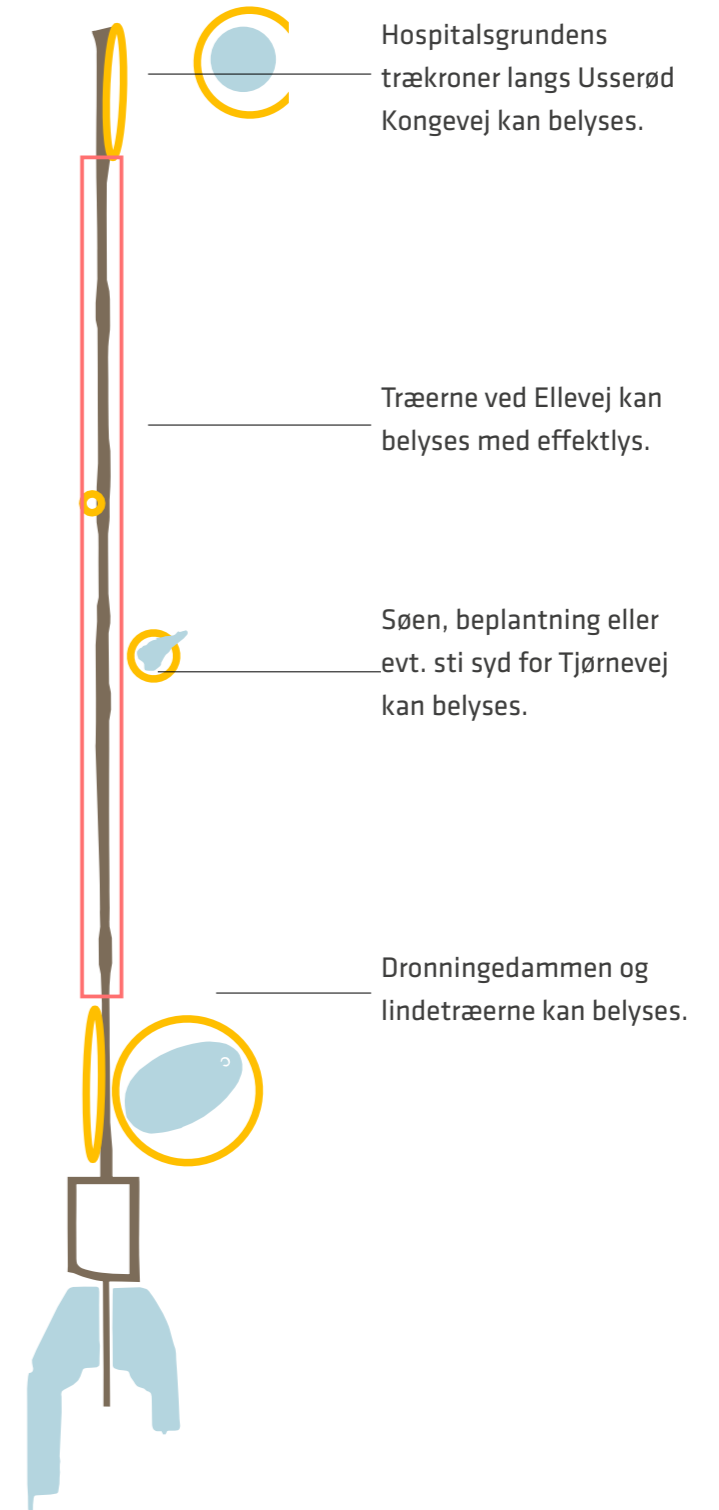 Hospitalsgrundens
trækroner langs Usserød
Kongevej kan belyses.
Træerne ved Ellevej kan
belyses med effektlys.
Søen, beplantning eller
evt. sti syd for Tjørnevej
kan belyses.
Dronningedammen og
lindetræerne kan belyses.